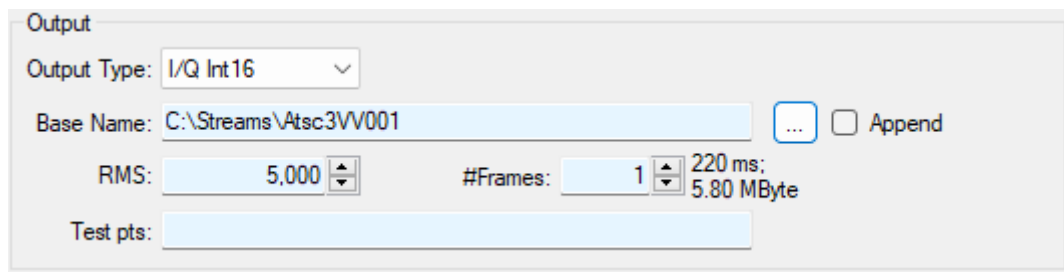 Output
Output Type: I/Q Int16
Base Name: C:\Streams\Atsc3VV001 ... Append
RMS: 5,000 #Frames: 1 220 ms;
5.80 MByte
Test pts: